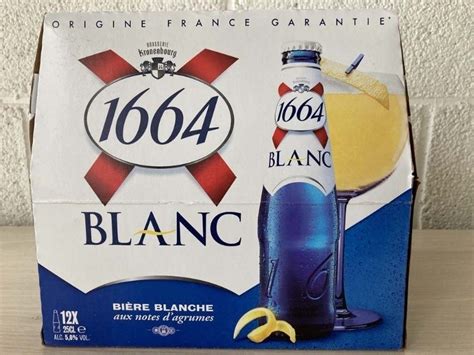 ORIGINE FRANCE GARANTIE*
BRASSERIE
Kronenbourg
1664
BLANC
1664
BLANC
1664
12X
25CL e
ALC. 5,0% VOL.
BIÈRE BLANCHE
aux notes d'agrumes